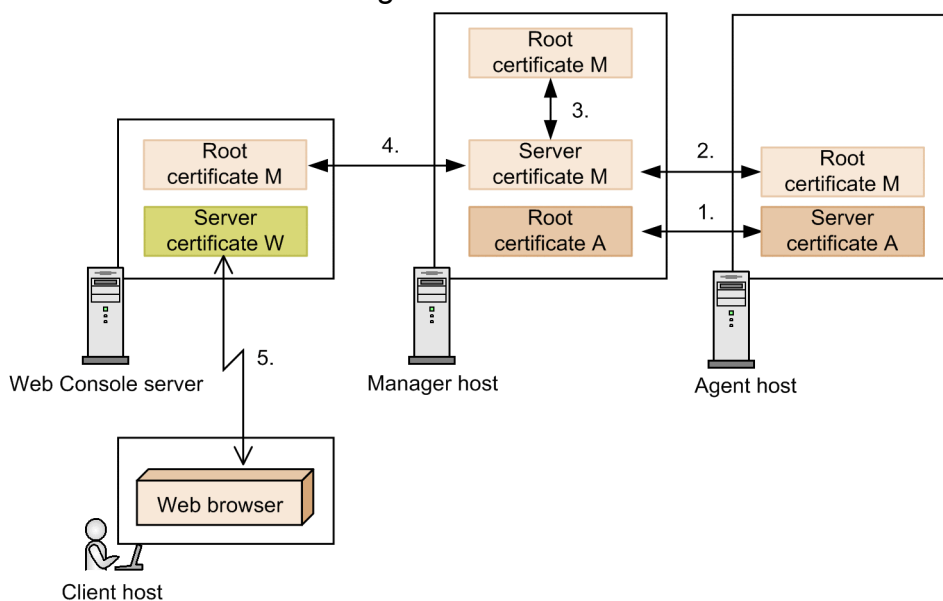 Root
certificate M
3.
Root
certificate M
4.
Server
certificate M
2.
Root
certificate M
Server
certificate W
Root
certificate A
1.
Server
certificate A
5.
Web Console server
Manager host
Agent host
Web browser
Client host